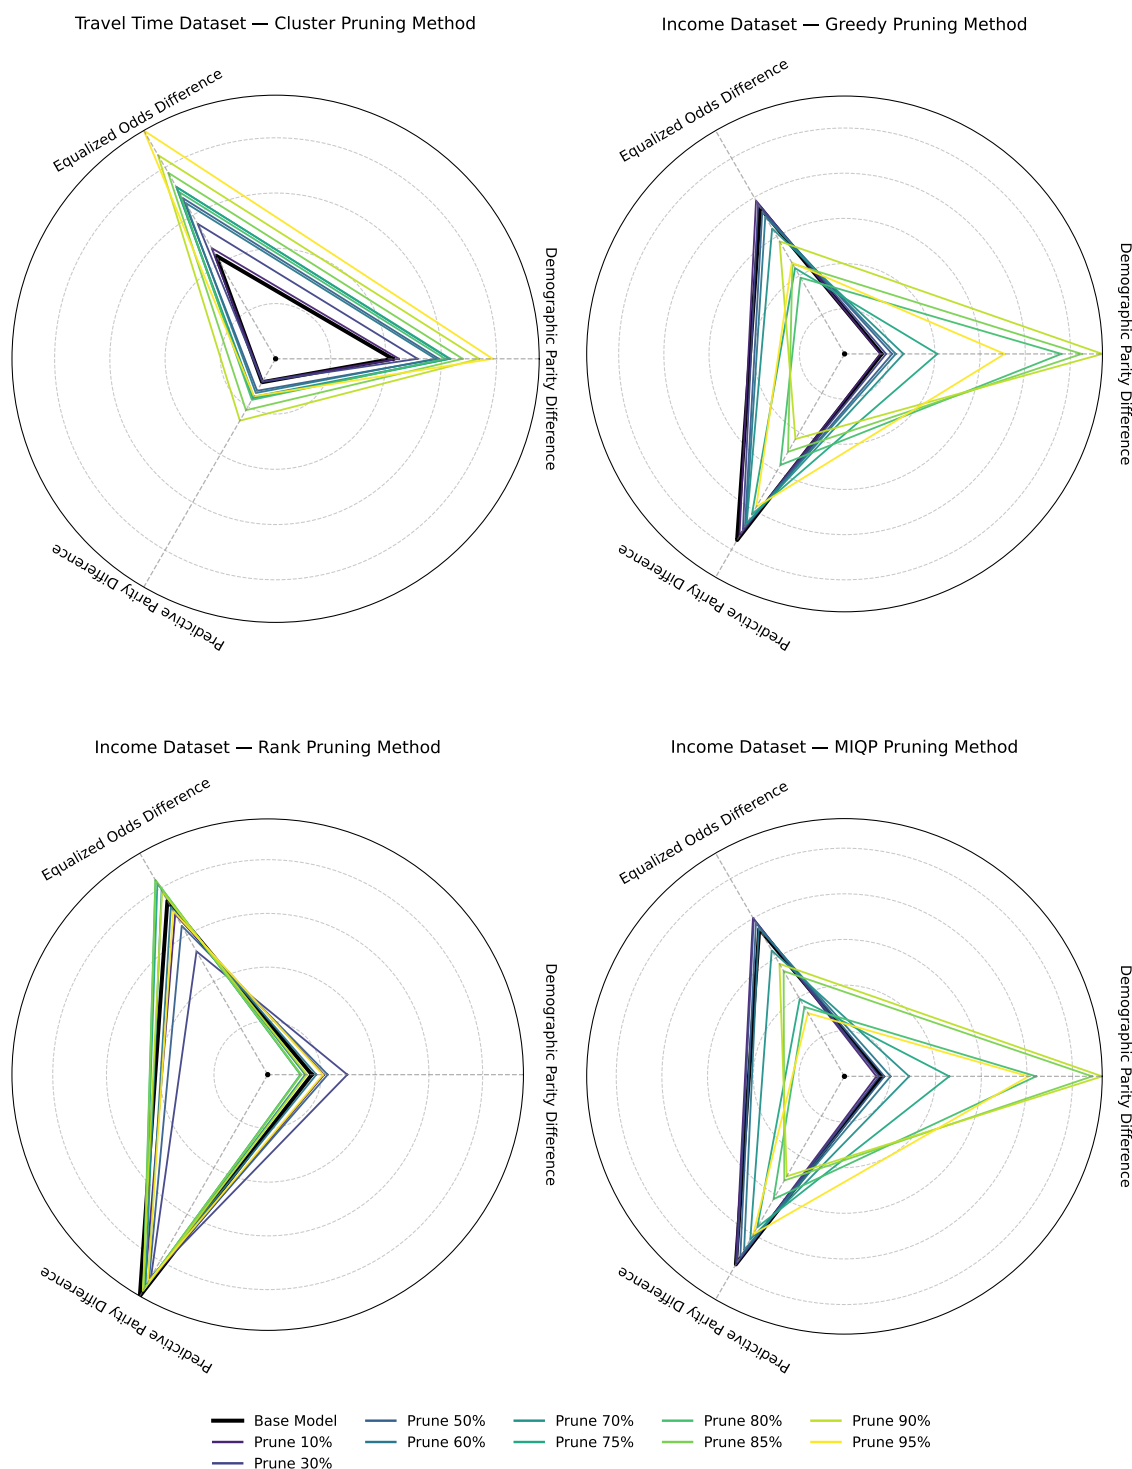 Travel Time Dataset — Cluster Pruning Method
Equalized Odds Difference
Demographic Parity Difference
Predictive Parity Difference
Income Dataset — Greedy Pruning Method
Equalized Odds Difference
Demographic Parity Difference
Predictive Parity Difference
Income Dataset — Rank Pruning Method
Equalized Odds Difference
Demographic Parity Difference
Predictive Parity Difference
Income Dataset — MIQP Pruning Method
Equalized Odds Difference
Demographic Parity Difference
Predictive Parity Difference
Base Model
Prune 10%
Prune 30%
Prune 50%
Prune 60%
Prune 70%
Prune 75%
Prune 80%
Prune 85%
Prune 90%
Prune 95%